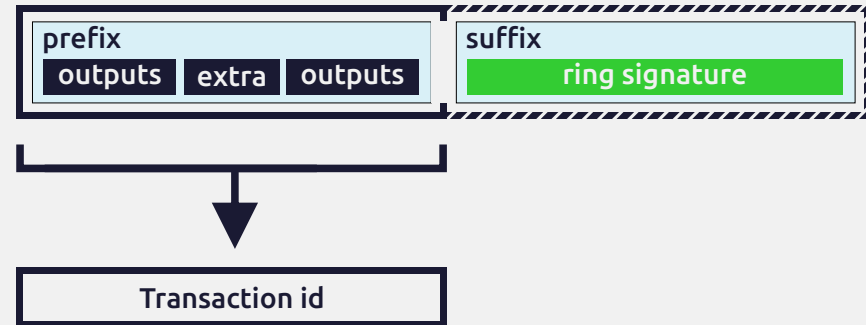 prefix
outputs extra outputs
suffix
ring signature
Transaction id